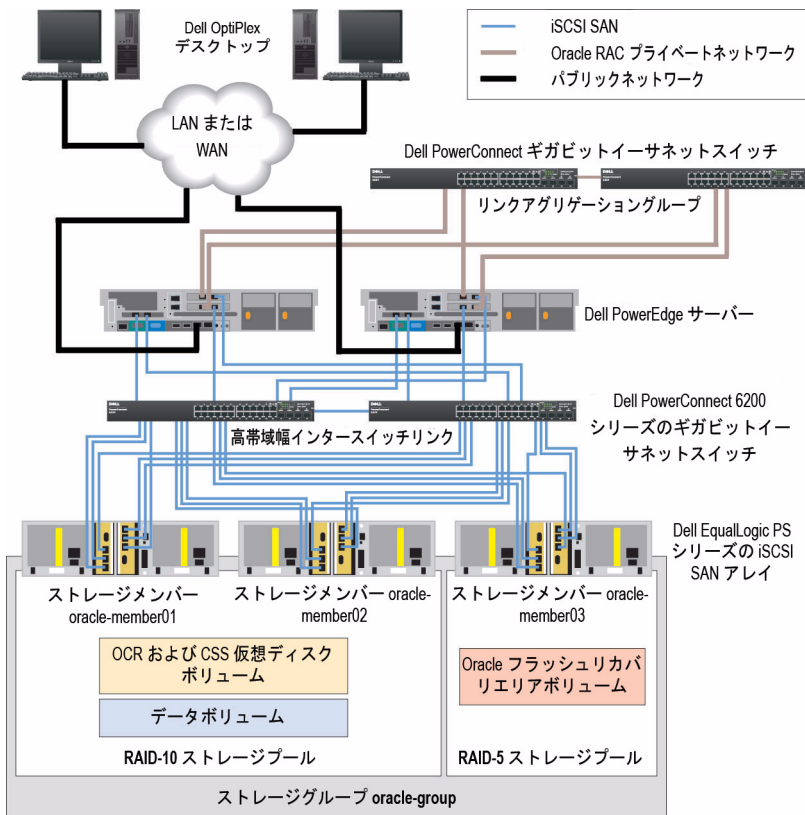 Dell OptiPlex
デスクトップ
iSCSI SAN
Oracle RAC プライベートネットワーク
パブリックネットワーク
LAN または
WAN
Dell PowerConnect ギガビットイーサネットスイッチ
DELL
DELL
リンクアグリゲーショングループ
Dell PowerEdge サーバー
DELL
DELL
高帯域幅インタースイッチリンク
Dell PowerConnect 6200
シリーズのギガビットイー
サネットスイッチ
Dell EqualLogic PS
シリーズの iSCSI
SAN アレイ
ストレージメンバー
oracle-member01
ストレージメンバー oracle-
member02
ストレージメンバー oracle-
member03
OCR および CSS 仮想ディスク
ボリューム
データボリューム
Oracle フラッシュリカバ
リエリアボリューム
RAID-10 ストレージプール
RAID-5 ストレージプール
ストレージグループ oracle-group